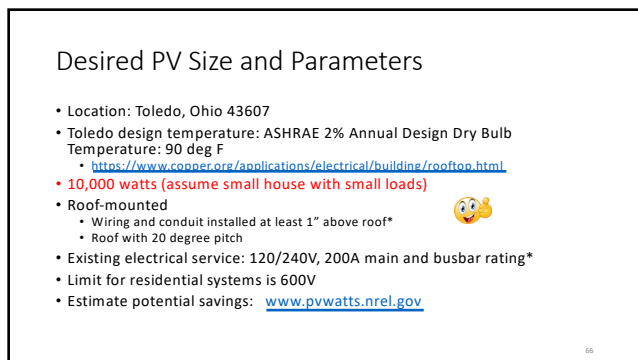 Desired PV Size and Parameters
• Location: Toledo, Ohio 43607
• Toledo design temperature: ASHRAE 2% Annual Design Dry Bulb
Temperature: 90 deg F
• https://www.copper.org/applications/electrical/building/rooftop.html
• 10,000 watts (assume small house with small loads)
• Roof-mounted
• Wiring and conduit installed at least 1” above roof*
• Roof with 20 degree pitch
• Existing electrical service: 120/240V, 200A main and busbar rating*
• Limit for residential systems is 600V
• Estimate potential savings: www.pvwatts.nrel.gov
66